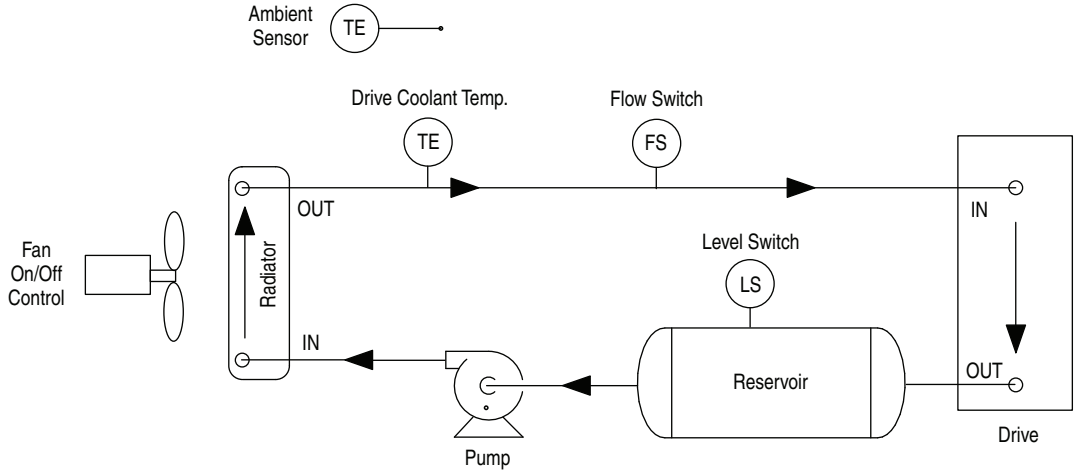 Ambient
Sensor
TE
Drive Coolant Temp.
TE
Flow Switch
FS
OUT
IN
Fan
On/Off
Control
Radiator
Level Switch
LS
IN
Reservoir
OUT
Pump
Drive